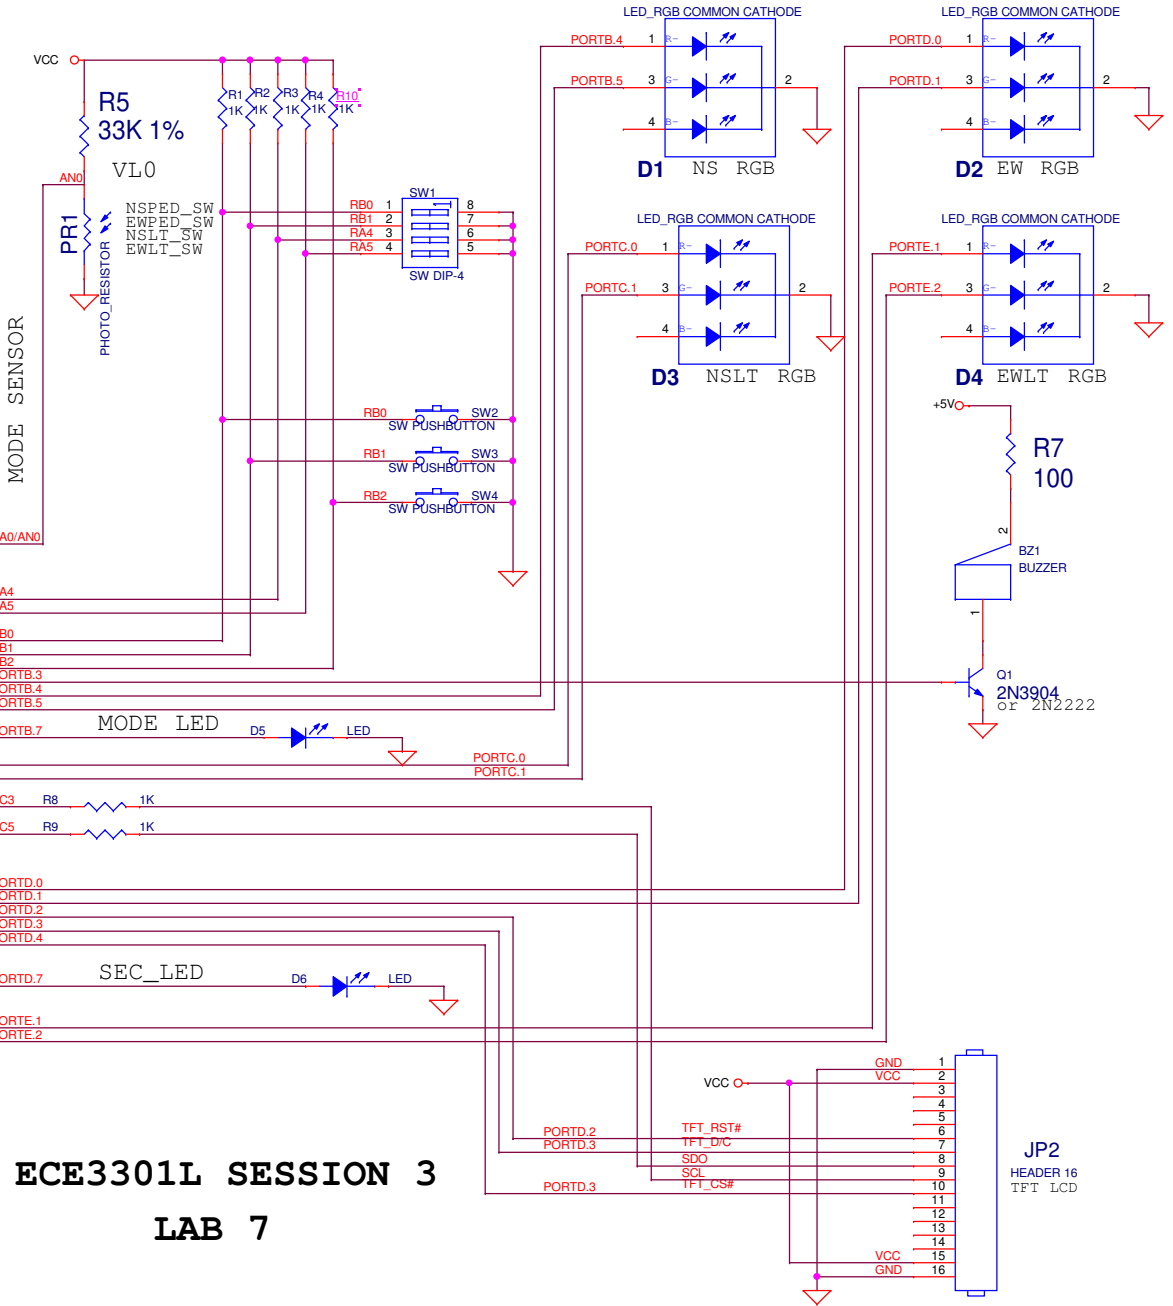 LED_RGB COMMON CATHODE
LED_RGB COMMON CATHODE
PORTB.4 1 R-
PORTB.5 3 G- 2
4 B-
D1 NS RGB
PORTD.0 1 R-
PORTD.1 3 G- 2
4 B-
D2 EW RGB
VCC
R5
33K 1%
VL0
AN0
PR1
PHOTO_RESISTOR
R1 R2 R3 R4 R10
1K 1K 1K 1K 1K
NSPED_SW
EWPED_SW
NSLT_SW
EWLT_SW
SW1
RB0 1 8
RB1 2 7
RA4 3 6
RA5 4 5
SW DIP-4
LED_RGB COMMON CATHODE
LED_RGB COMMON CATHODE
PORTC.0 1 R-
PORTC.1 3 G- 2
4 B-
D3 NSLT RGB
PORTE.1 1 R-
PORTE.2 3 G- 2
4 B-
D4 EWLT RGB
MODE SENSOR
RB0 SW2
SW PUSHBUTTON
RB1 SW3
SW PUSHBUTTON
RB2 SW4
SW PUSHBUTTON
+5V
R7
100
2
BZ1
BUZZER
1
Q1
2N3904
or 2N2222
A0/AN0
A4
A5
B0
B1
B2
ORTB.3
ORTB.4
ORTB.5
ORTB.7
MODE LED
D5 LED
PORTC.0
PORTC.1
C3 R8 1K
C5 R9 1K
ORTD.0
ORTD.1
ORTD.2
ORTD.3
ORTD.4
ORTD.7
SEC_LED
D6 LED
ORTE.1
ORTE.2
GND 1
VCC VCC 2
3
4
5
PORTD.2 TFT_RST# 6
PORTD.3 TFT_D/C 7
SDO 8
SCL 9
PORTD.3 TFT_CS# 10
11
12
13
14
VCC 15
GND 16
JP2
HEADER 16
TFT LCD
ECE3301L SESSION 3
LAB 7